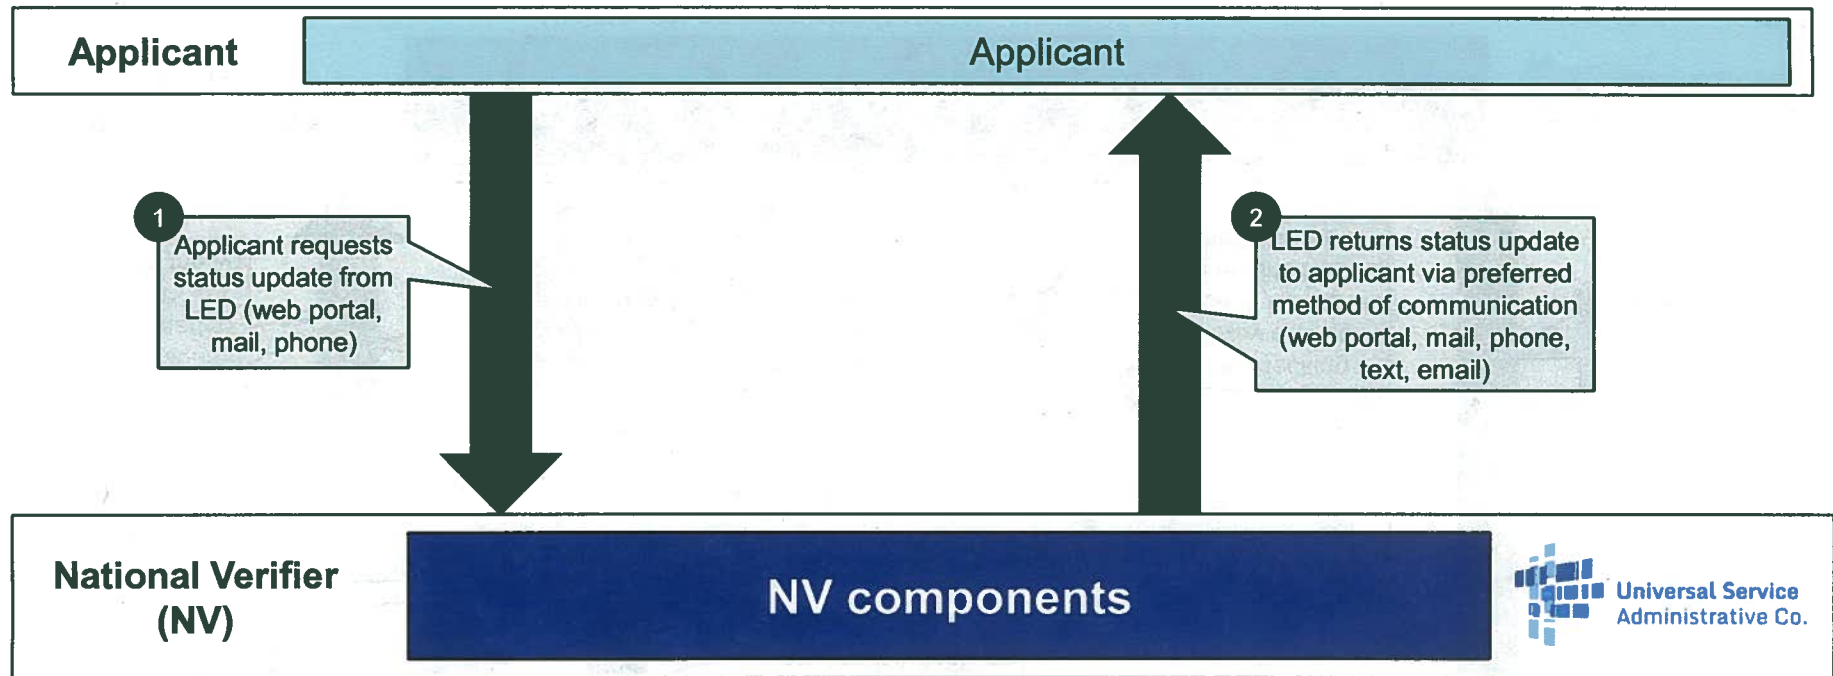 Applicant
Applicant
1
Applicant requests
status update from
LED (web portal,
mail, phone)
2
LED returns status update
to applicant via preferred
method of communication
(web portal, mail, phone,
text, email)
National Verifier
(NV)
NV components
Universal Service
Administrative Co.